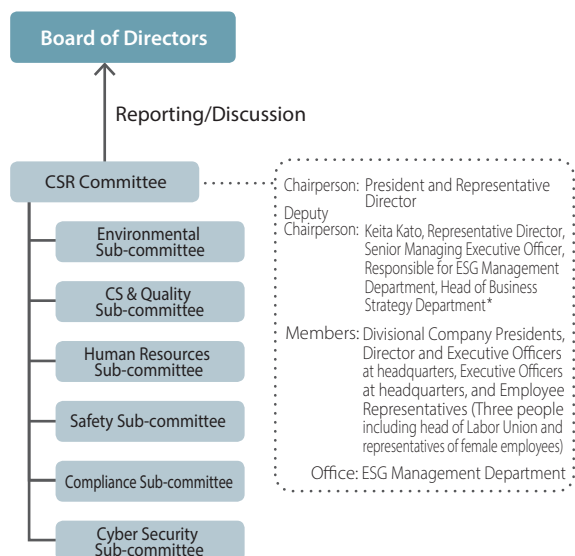 Board of Directors
Reporting/Discussion
CSR Committee
Environmental
Sub-committee
CS & Quality
Sub-committee
Human Resources
Sub-committee
Safety Sub-committee
Compliance Sub-committee
Cyber Security
Sub-committee
Chairperson: President and Representative
Director
Deputy
Chairperson: Keita Kato, Representative Director,
Senior Managing Executive Officer,
Responsible for ESG Management
Department, Head of Business
Strategy Department*
Members: Divisional Company Presidents,
Director and Executive Officers
at headquarters, Executive Officers
at headquarters, and Employee
Representatives (Three people
including head of Labor Union and
representatives of female employees)
Office: ESG Management Department